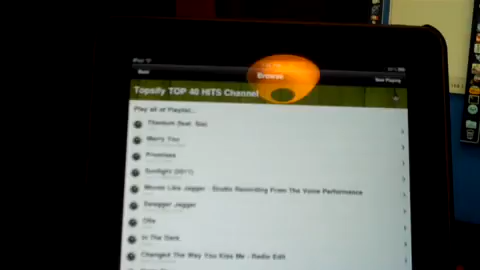 iPad
Browse
Now Playing
Topsify TOP 40 HITS Channel
Play all of Playlist...
Titanium (feat. Sia)
Marry You
Priceless
Sunlight (2011)
Moves Like Jagger - Studio Recording From The Voice Performance
Swagger Jagger
In The Dark
Changed The Way You Kiss Me - Radio Edit